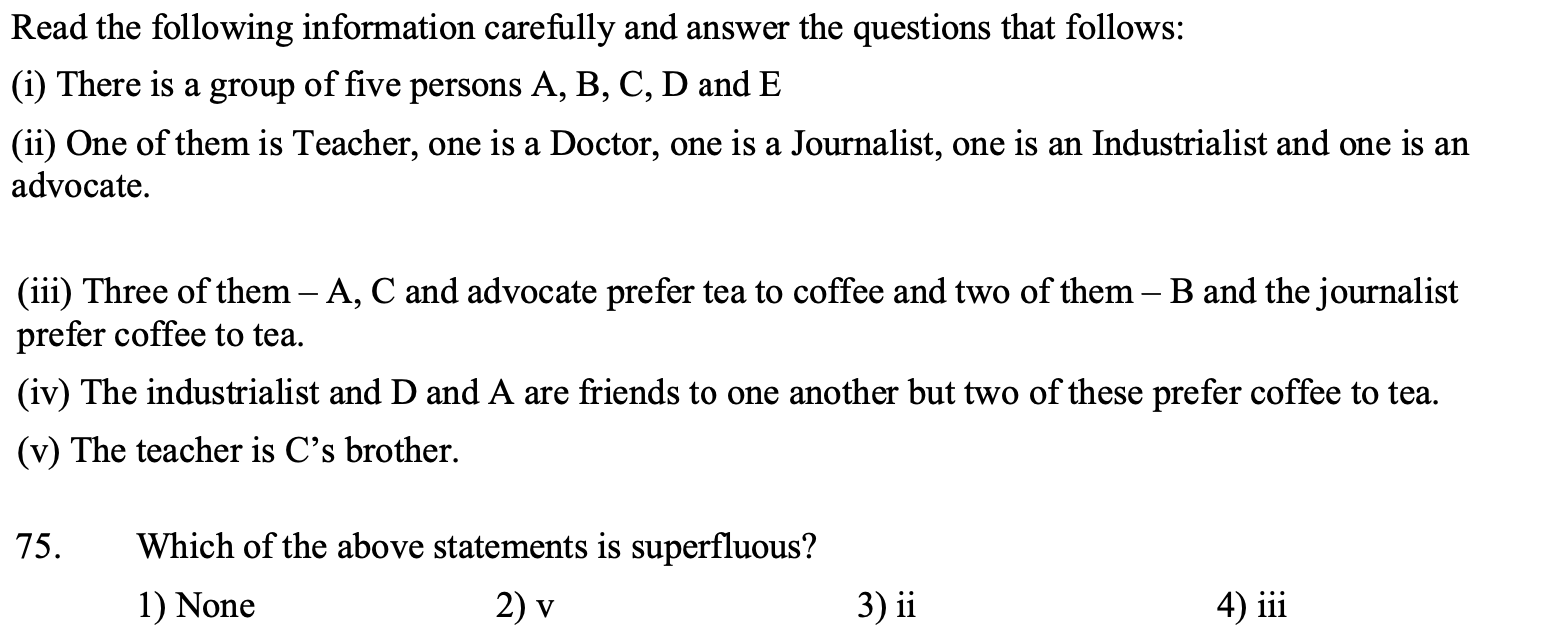 Read the following information carefully and answer the questions that follows:
(i) There is a group of five persons A, B, C, D and E
(ii) One of them is Teacher, one is a Doctor, one is a Journalist, one is an Industrialist and one is an
advocate.
(iii) Three of them – A, C and advocate prefer tea to coffee and two of them – B and the journalist
prefer coffee to tea.
(iv) The industrialist and D and A are friends to one another but two of these prefer coffee to tea.
(v) The teacher is C’s brother.
75. Which of the above statements is superfluous?
1) None 2) v 3) ii 4) iii